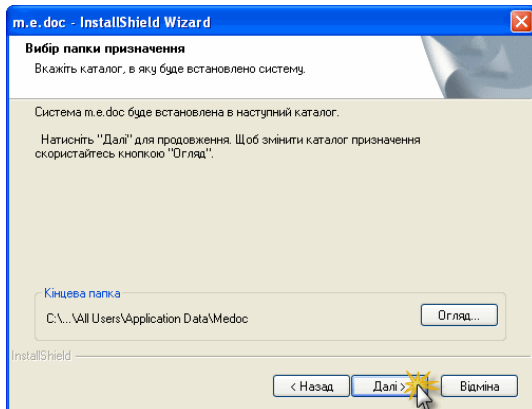 m.e.doc - InstallShield Wizard
Вибір папки призначення
Вкажіть каталог, в яку буде встановлено систему.
Система m.e.doc буде встановлена в наступний каталог.
Натисніть "Далі" для продовження. Щоб змінити каталог призначення
скористайтесь кнопкою "Огляд".
Кінцева папка
C:\...\All Users\Application Data\Medoc
Огляд...
InstallShield
< Назад
Далі >
Відміна